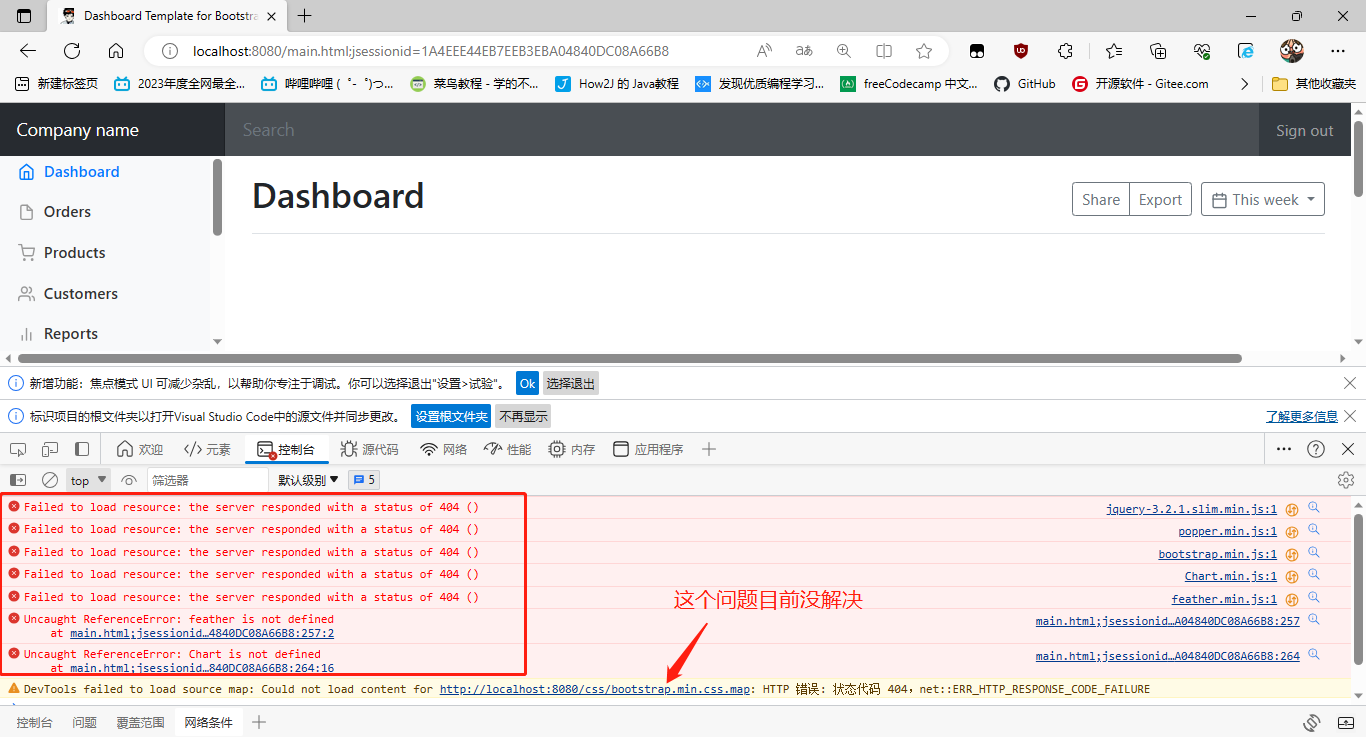 Dashboard Template for Bootstra
localhost:8080/main.html;jsessionid=1A4EEE44EB7EEB3EBA04840DC08A66B8
新建标签页 2023年度全网最全... 哔哩哔哩 ( ゜- ゜)つ... 菜鸟教程 - 学的不... How2J 的 Java教程 发现优质编程学习... freeCodecamp 中文... GitHub 开源软件 - Gitee.com 其他收藏夹
Company name Search Sign out
Dashboard
Orders
Products
Customers
Reports
Dashboard
Share Export This week
新增功能：焦点模式 UI 可减少杂乱，以帮助你专注于调试。你可以选择退出"设置>试验"。 Ok 选择退出
标识项目的根文件夹以打开Visual Studio Code中的源文件并同步更改。 设置根文件夹 不再显示 了解更多信息
欢迎 元素 控制台 源代码 网络 性能 内存 应用程序
top 筛选器 默认级别 5
Failed to load resource: the server responded with a status of 404 () jquery-3.2.1.slim.min.js:1
Failed to load resource: the server responded with a status of 404 () popper.min.js:1
Failed to load resource: the server responded with a status of 404 () bootstrap.min.js:1
Failed to load resource: the server responded with a status of 404 () Chart.min.js:1
Failed to load resource: the server responded with a status of 404 () feather.min.js:1
这个问题目前没解决
Uncaught ReferenceError: feather is not defined main.html;jsessionid…A04840DC08A66B8:257
at main.html;jsessionid…4840DC08A66B8:257:2
Uncaught ReferenceError: Chart is not defined main.html;jsessionid…A04840DC08A66B8:264
at main.html;jsessionid…840DC08A66B8:264:16
DevTools failed to load source map: Could not load content for http://localhost:8080/css/bootstrap.min.css.map: HTTP 错误: 状态代码 404，net::ERR_HTTP_RESPONSE_CODE_FAILURE
控制台 问题 覆盖范围 网络条件